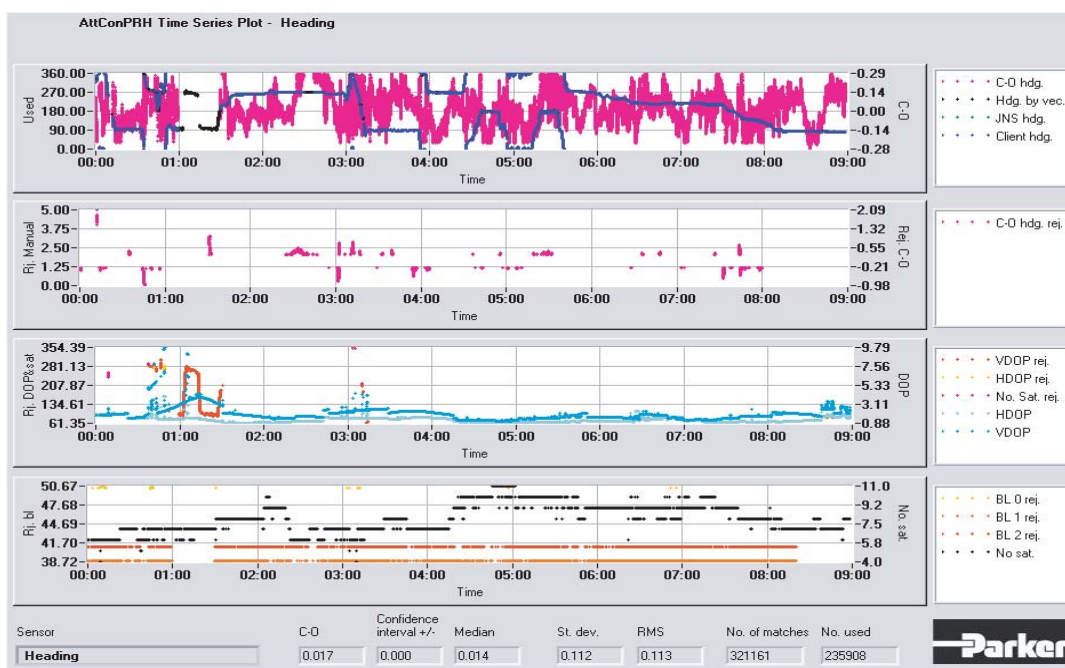 AttConPRH Time Series Plot - Heading
Used
360.00
270.00
180.00
90.00
0.00
0.29
0.14
0.00
-0.14
-0.28
C-O
00:00 01:00 02:00 03:00 04:00 05:00 06:00 07:00 08:00 09:00
Time
C-O hdg.
Hdg. by vec.
JNS hdg.
Client hdg.
Rj. Manual
5.00
3.75
2.50
1.25
0.00
2.09
1.32
0.55
-0.21
-0.98
Rej. C-O
00:00 01:00 02:00 03:00 04:00 05:00 06:00 07:00 08:00 09:00
Time
C-O hdg. rej.
Rj. DOP&sat
354.39
281.13
207.87
134.61
61.35
9.79
7.56
5.33
3.11
0.88
DOP
00:00 01:00 02:00 03:00 04:00 05:00 06:00 07:00 08:00 09:00
Time
VDOP rej.
HDOP rej.
No. Sat. rej.
HDOP
VDOP
Rj. bl
50.67
47.68
44.69
41.70
38.72
11.0
9.2
7.5
5.8
4.0
No. sat.
00:00 01:00 02:00 03:00 04:00 05:00 06:00 07:00 08:00 09:00
Time
BL 0 rej.
BL 1 rej.
BL 2 rej.
No sat.
Sensor C-O Confidence interval +/- Median St. dev. RMS No. of matches No. used
Heading 0.017 0.000 0.014 0.112 0.113 321161 235908
Parker